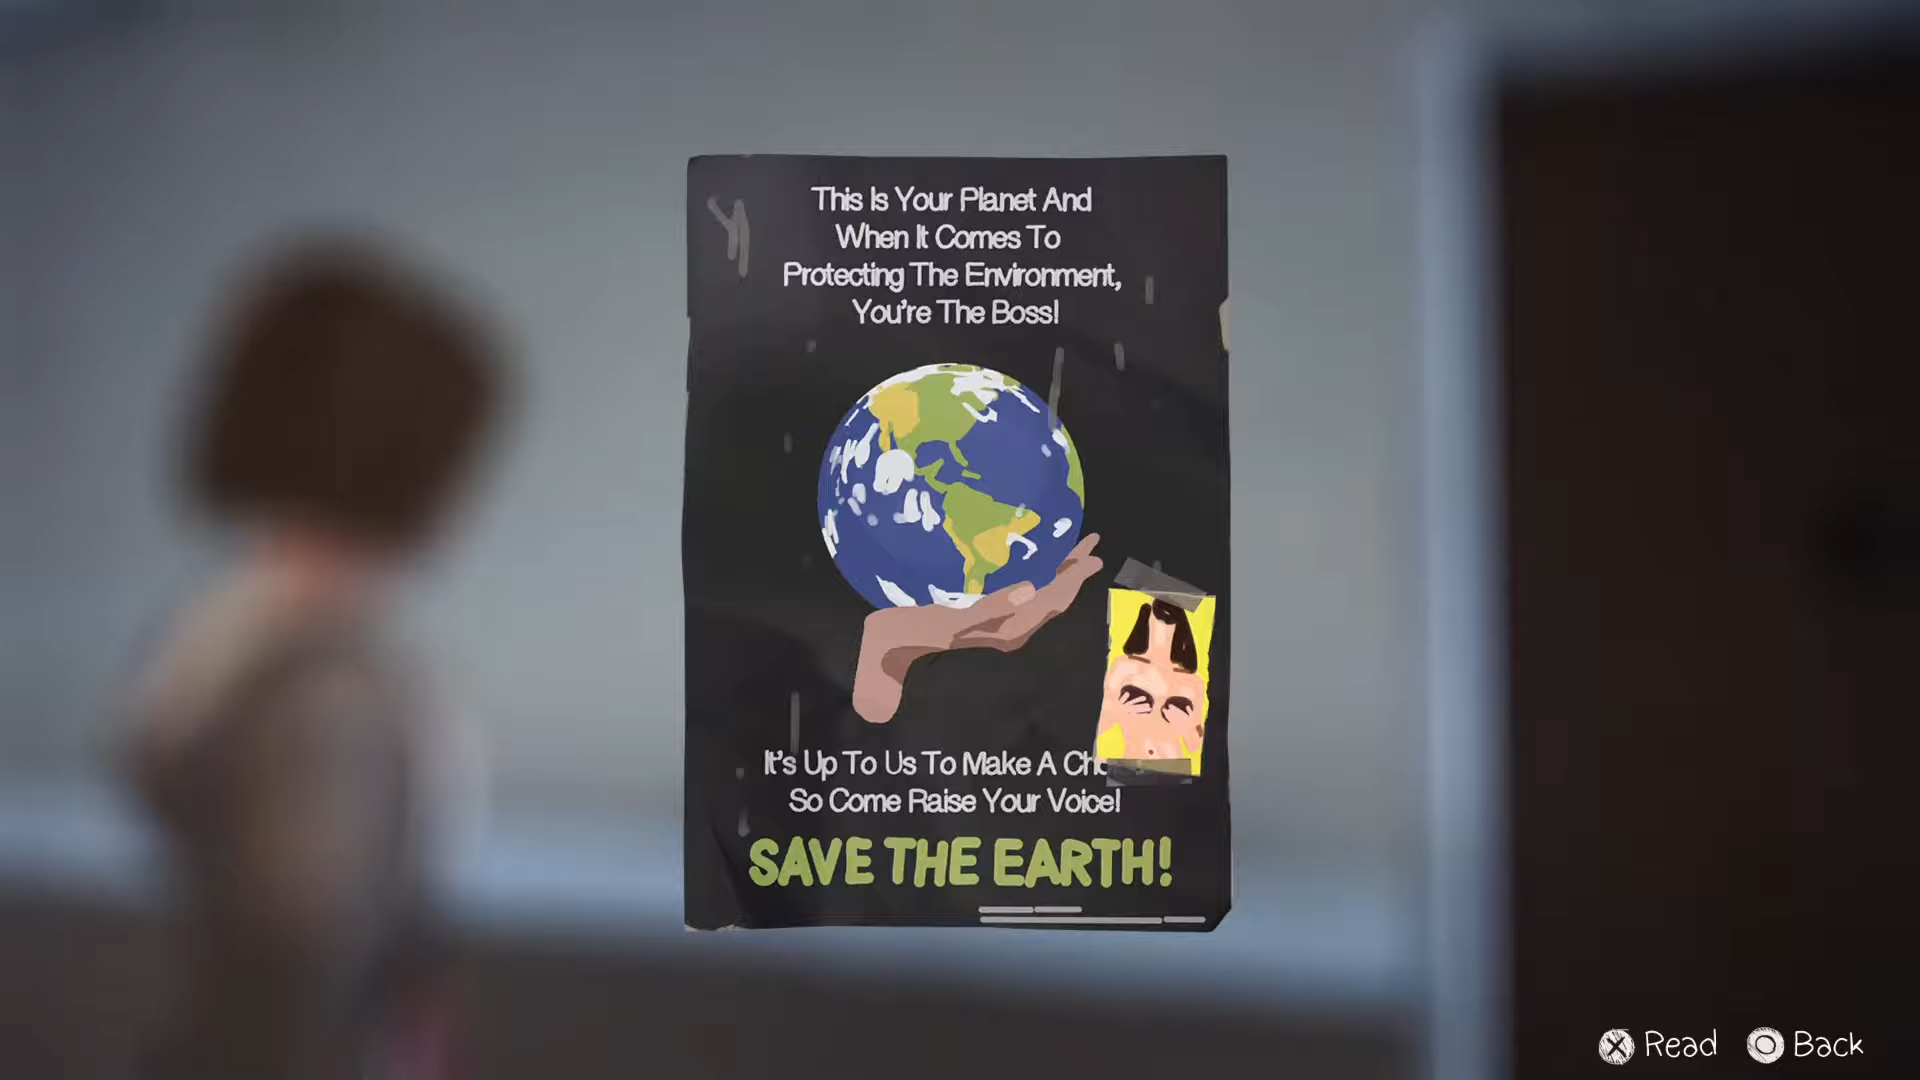 This Is Your Planet And
When It Comes To
Protecting The Environment,
You're The Boss!
It's Up To Us To Make A
So Come Raise Your Voice!
SAVE THE EARTH!
Read
Back